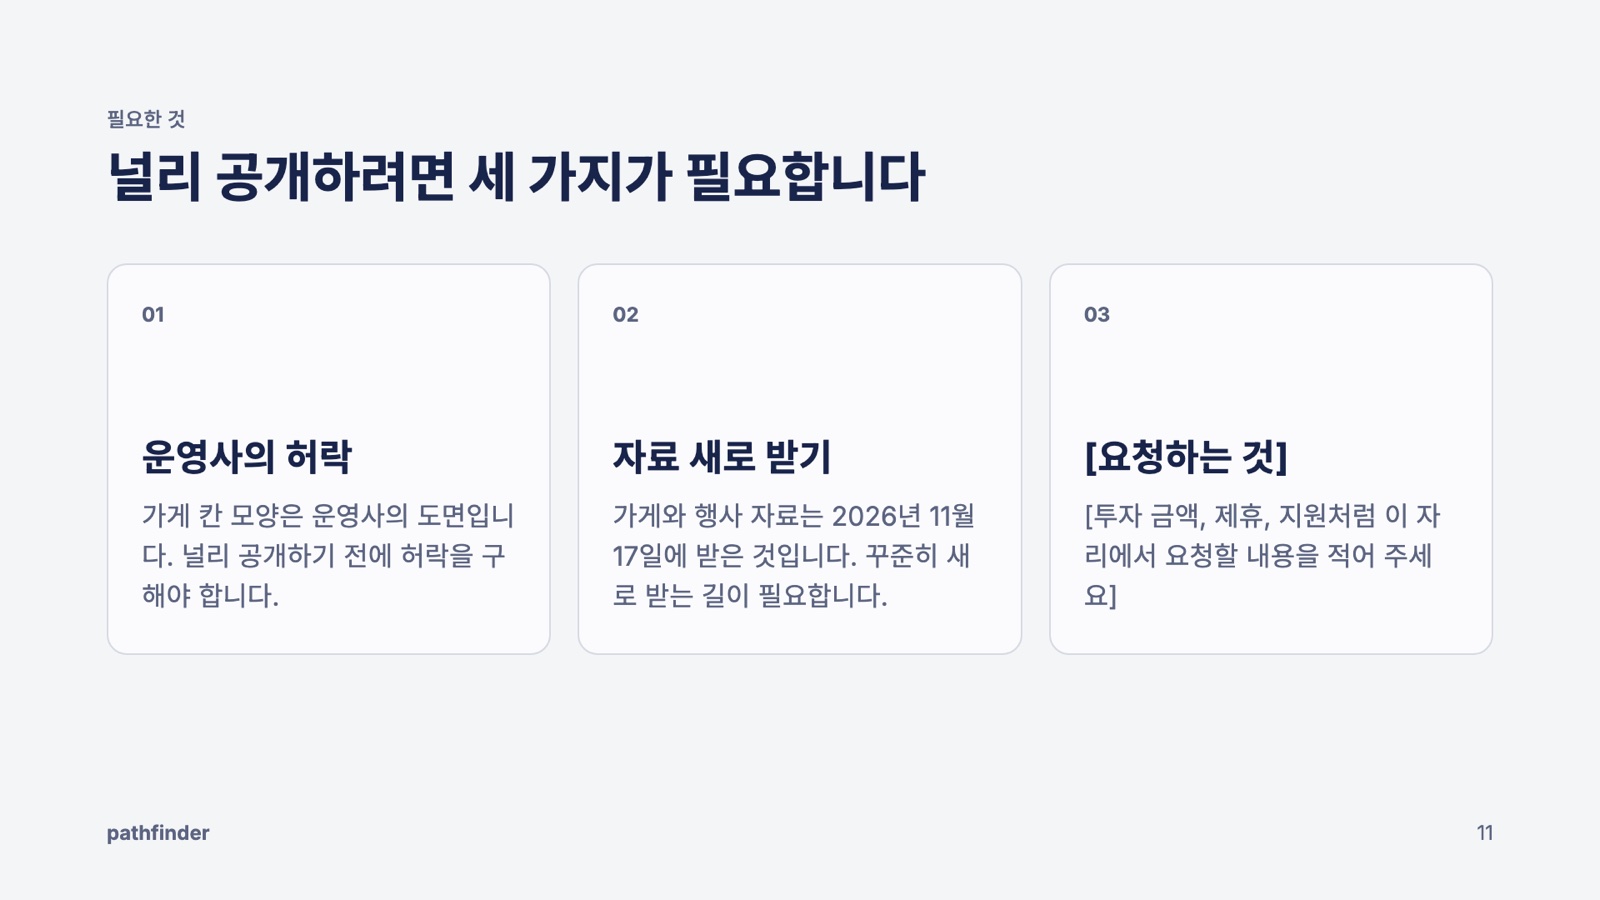 필요한 것
널리 공개하려면 세 가지가 필요합니다
01
운영사의 허락
가게 칸 모양은 운영사의 도면입니
다. 널리 공개하기 전에 허락을 구
해야 합니다.
02
자료 새로 받기
가게와 행사 자료는 2026년 11월
17일에 받은 것입니다. 꾸준히 새
로 받는 길이 필요합니다.
03
[요청하는 것]
[투자 금액, 제휴, 지원처럼 이 자
리에서 요청할 내용을 적어 주세
요]
pathfinder
11